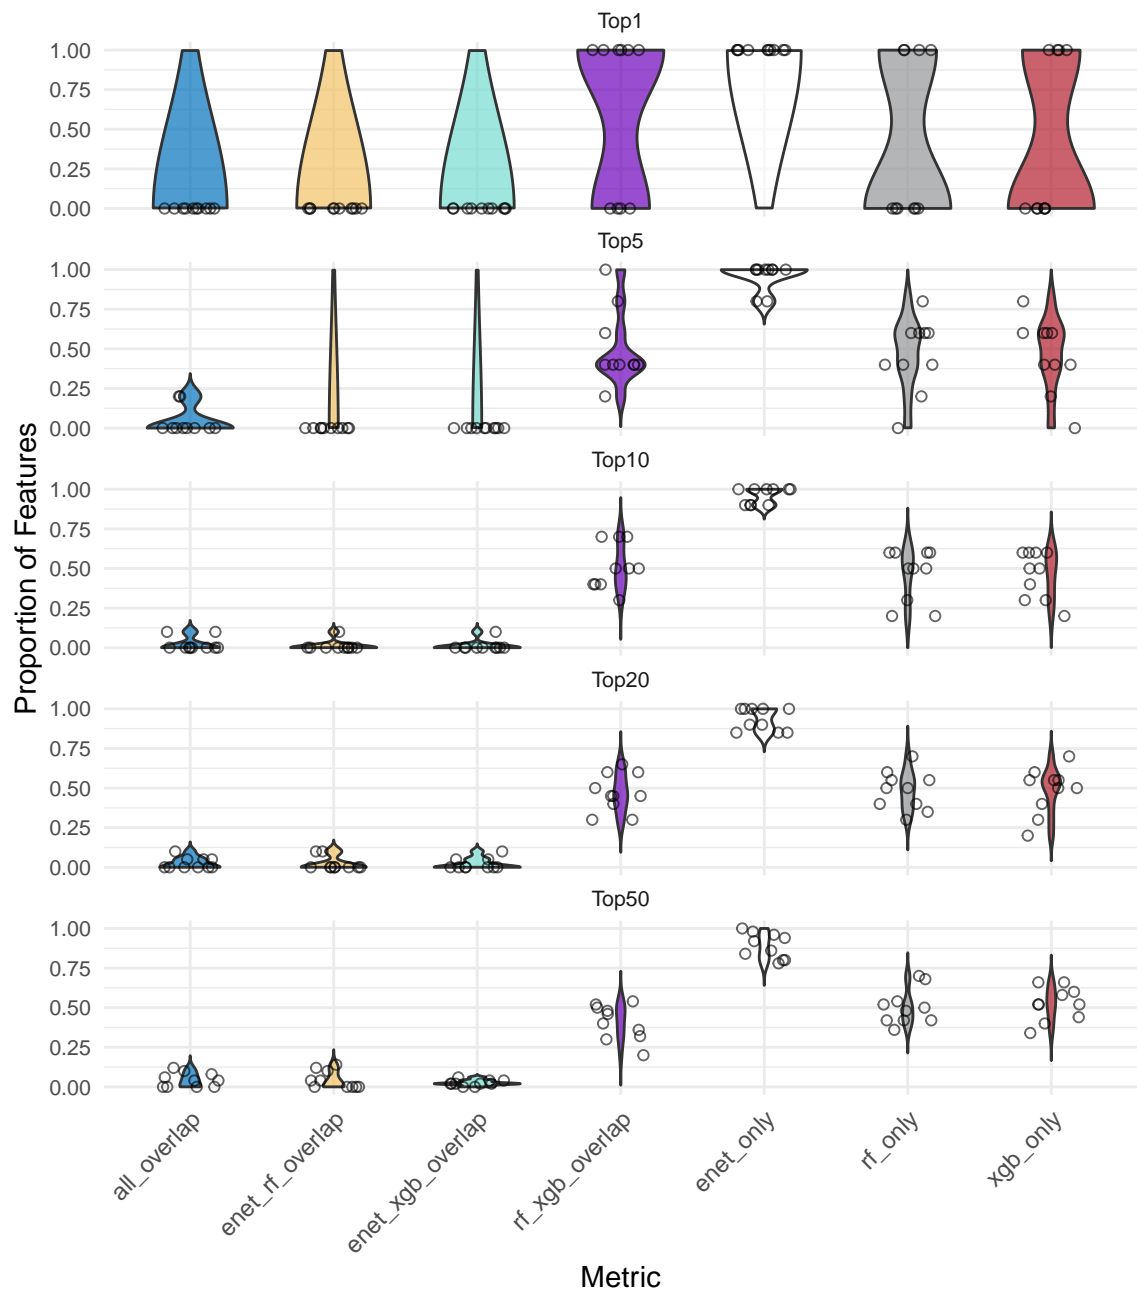 Top1
1.00
0.75
0.50
0.25
0.00
Top5
1.00
0.75
0.50
0.25
0.00
Top10
1.00
0.75
0.50
0.25
0.00
Top20
1.00
0.75
0.50
0.25
0.00
Top50
1.00
0.75
0.50
0.25
0.00
Proportion of Features
all_overlap
enet_rf_overlap
enet_xgb_overlap
rf_xgb_overlap
enet_only
rf_only
xgb_only
Metric